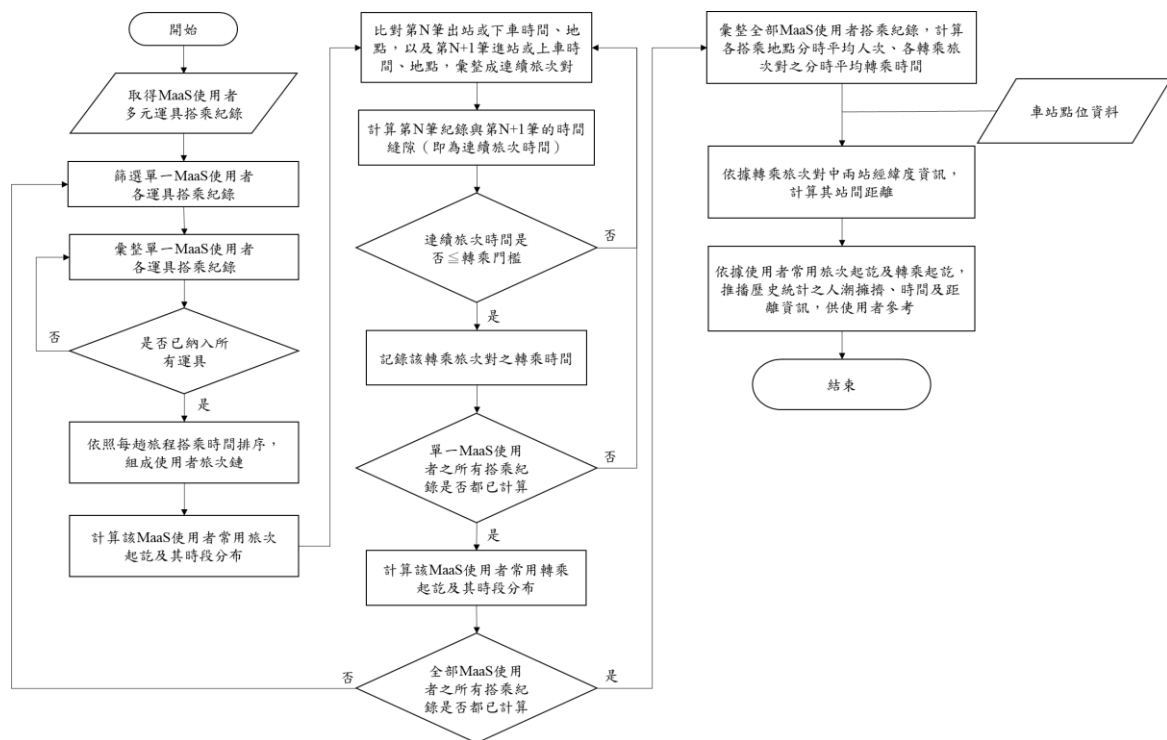 開始
取得MaaS使用者
多元運具搭乘紀錄
篩選單一MaaS使用者
各運具搭乘紀錄
彙整單一MaaS使用者
各運具搭乘紀錄
否
是否已納入所
有運具
是
依照每趟旅程搭乘時間排序，
組成使用者旅次鏈
計算該MaaS使用者常用旅次
起訖及其時段分布
比對第N筆出站或下車時間、地
點，以及第N+1筆進站或上車時
間、地點，彙整成連續旅次對
計算第N筆紀錄與第N+1筆的時間
縫隙（即為連續旅次時間）
連續旅次時間是
否≦轉乘門檻
否
是
記錄該轉乘旅次對之轉乘時間
單一MaaS使用
者之所有搭乘紀
錄是否都已計算
否
是
計算該MaaS使用者常用轉乘
起訖及其時段分布
否
全部MaaS使用
者之所有搭乘紀
錄是否都已計算
是
彙整全部MaaS使用者搭乘紀錄，計算
各搭乘地點分時平均人次、各轉乘旅
次對之分時平均轉乘時間
車站點位資料
依據轉乘旅次對中兩站經緯度資訊，
計算其站間距離
依據使用者常用旅次起訖及轉乘起訖，
推播歷史統計之人潮擁擠、時間及距
離資訊，供使用者參考
結束